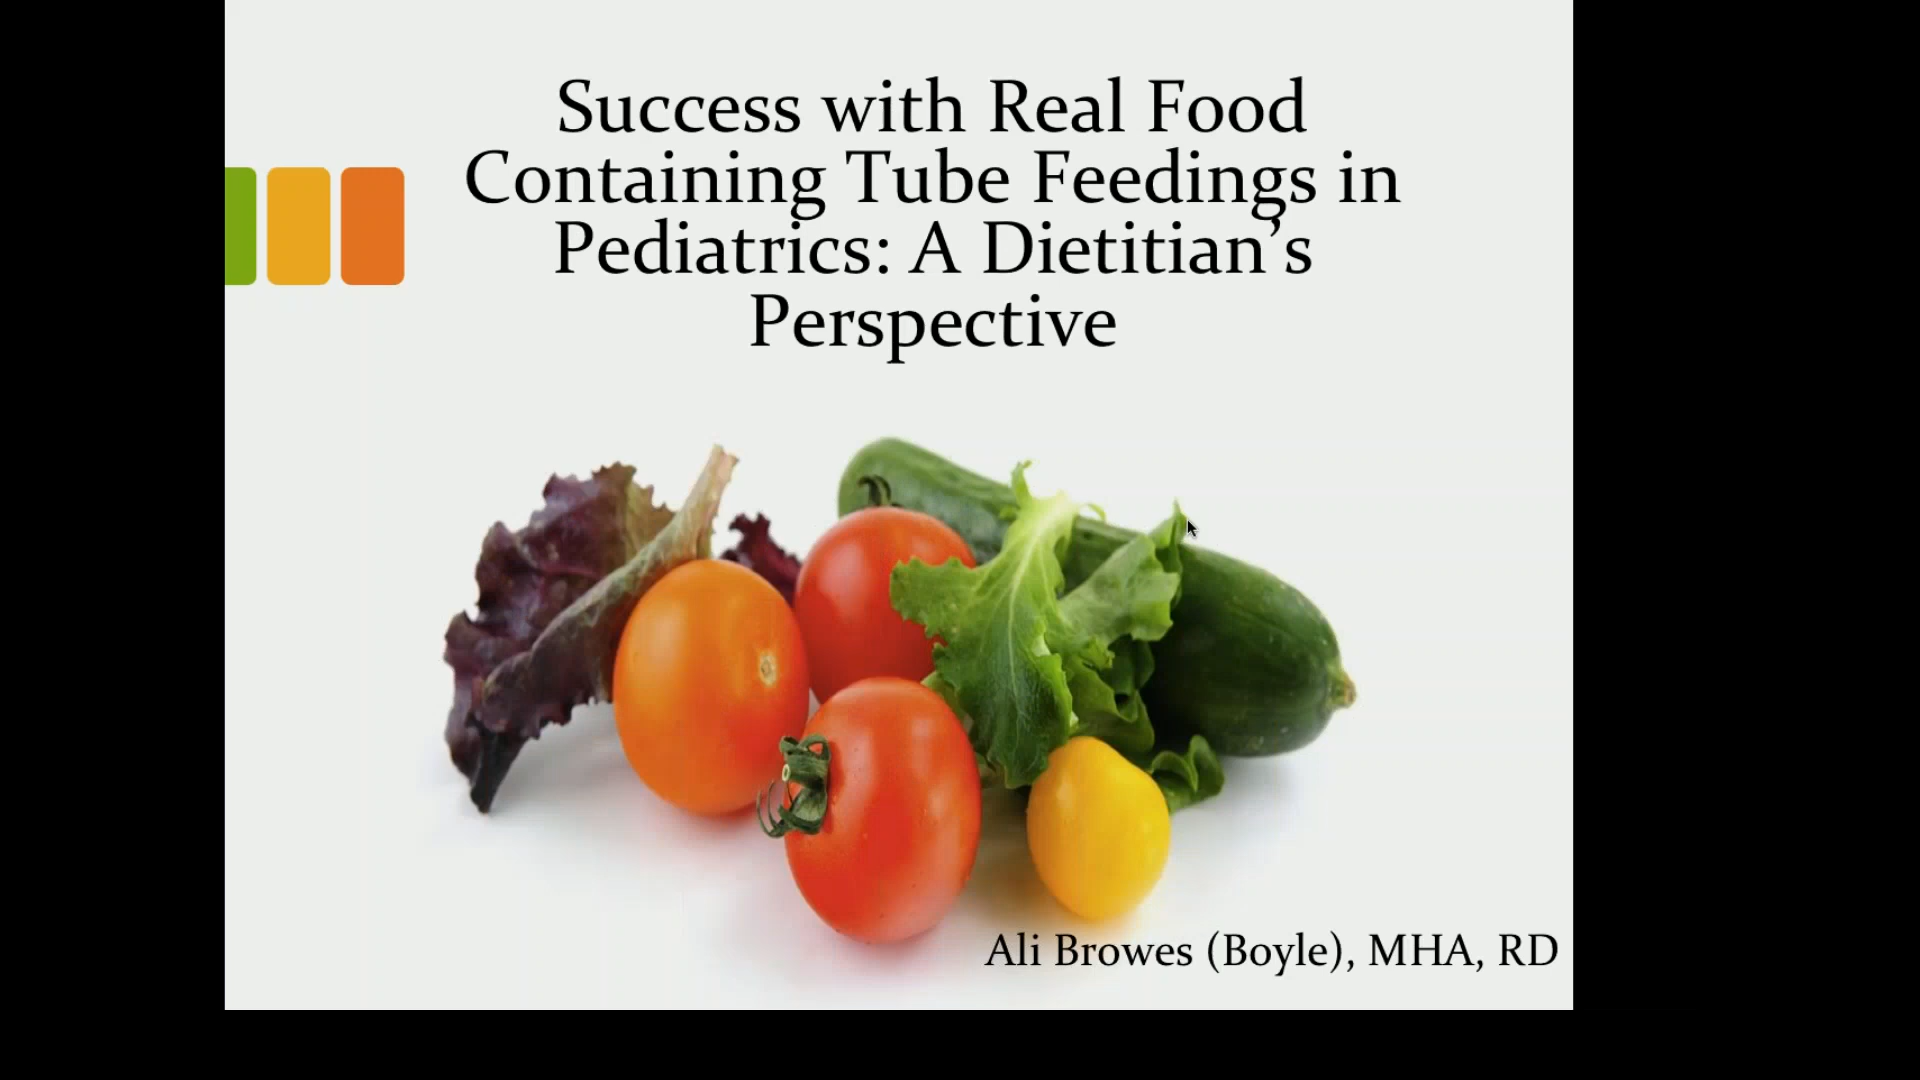 Success with Real Food
Containing Tube Feedings in
Pediatrics: A Dietitian’s
Perspective
Ali Browes (Boyle), MHA, RD